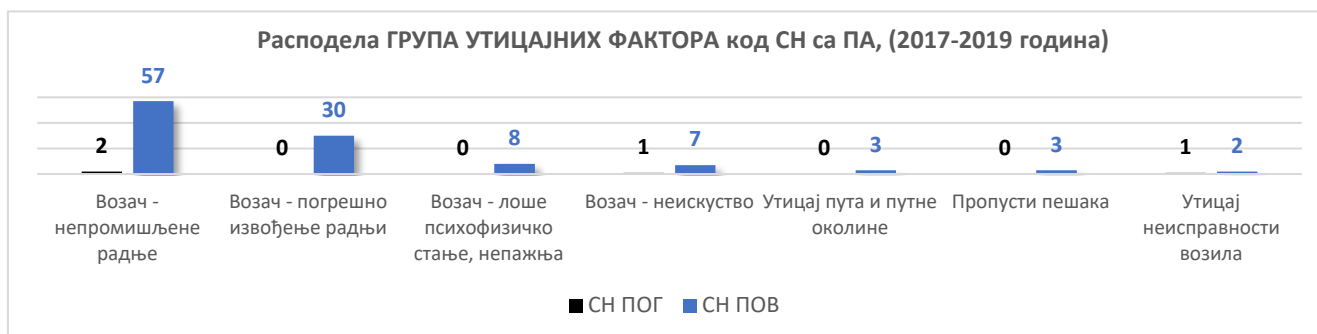 Расподела ГРУПА УТИЦАЈНИХ ФАКТОРА код СН са ПА, (2017-2019 година)
2 57 0 30 0 8 1 7 0 3 0 3 1 2
Возач -
непромишљене
радње
Возач - погрешно
извођење радњи
Возач - лоше
психофизичко
стање, непажња
Возач - неискуство
Утицај пута и путне
околине
Пропусти пешака
Утицај
неисправности
возила
СН ПОГ СН ПОВ